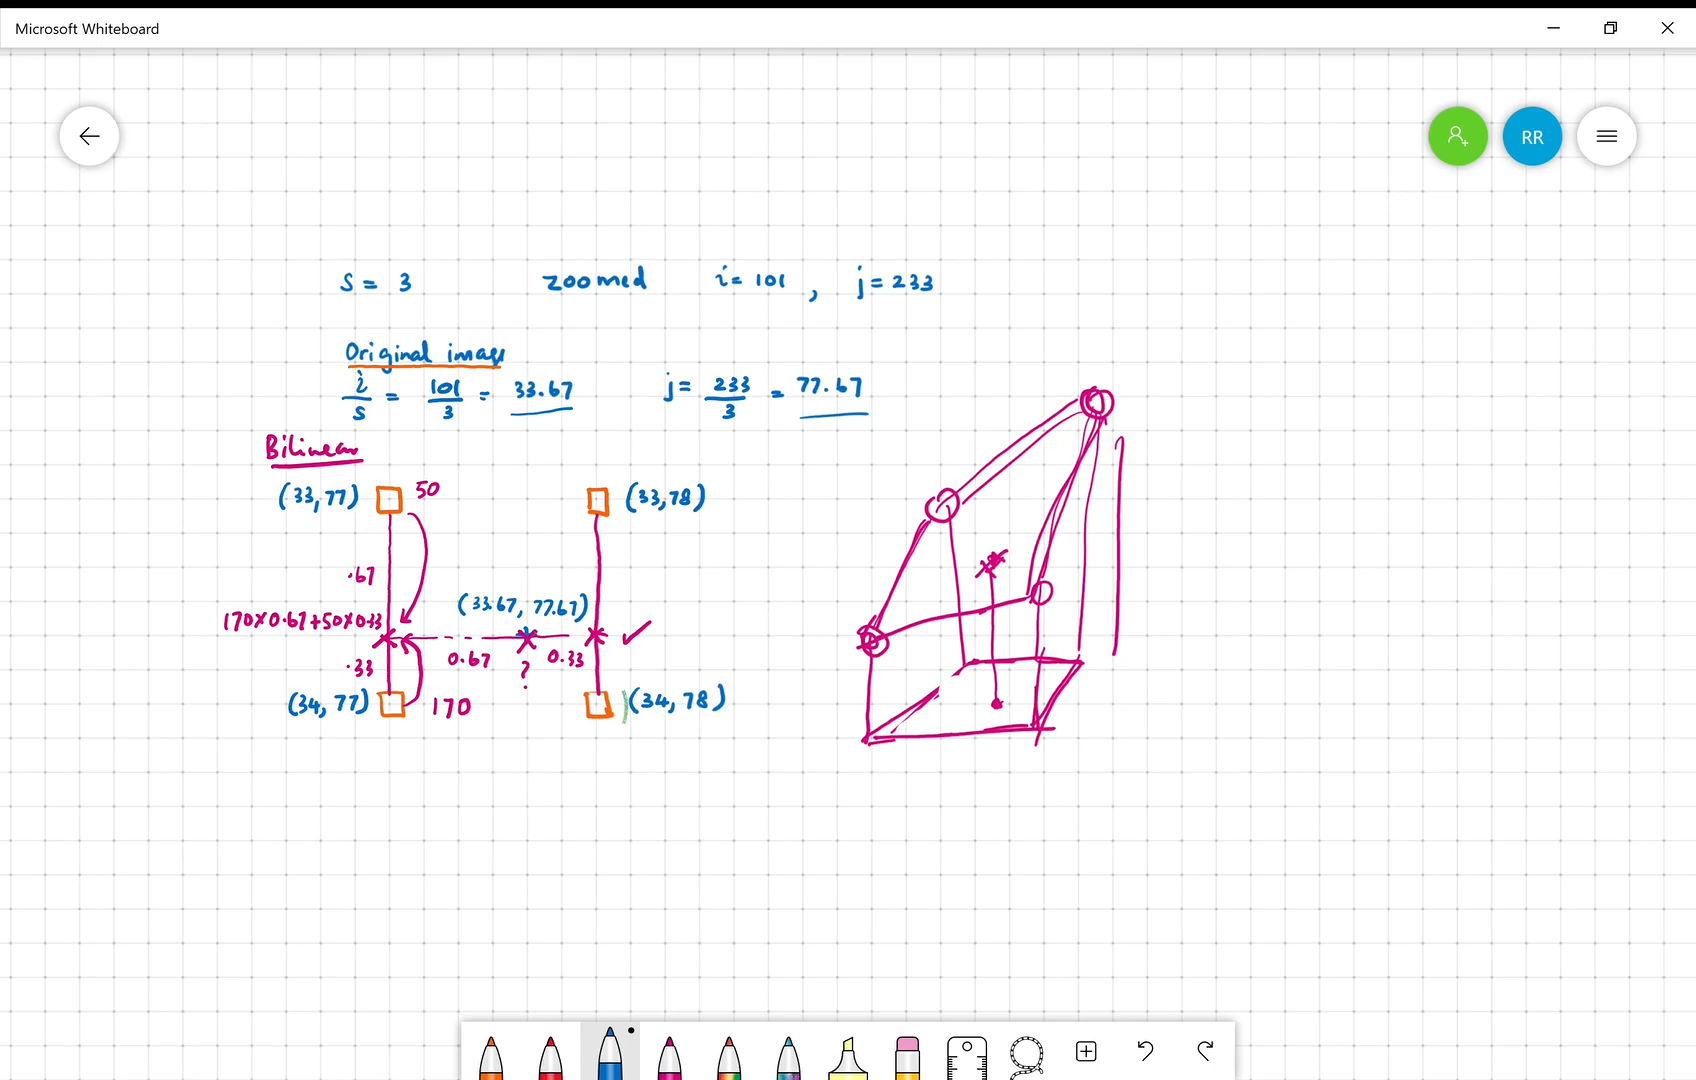 Microsoft Whiteboard
RR
s = 3 zoomed i = 101 , j = 233
Original image
i/s = 101/3 = 33.67 j = 233/3 = 77.67
Bilinear
(33,77) 50 (33,78)
.67
(33.67, 77.67)
170×0.67+50×0.33
.33 0.67 ? 0.33
(34,77) 170 (34,78)